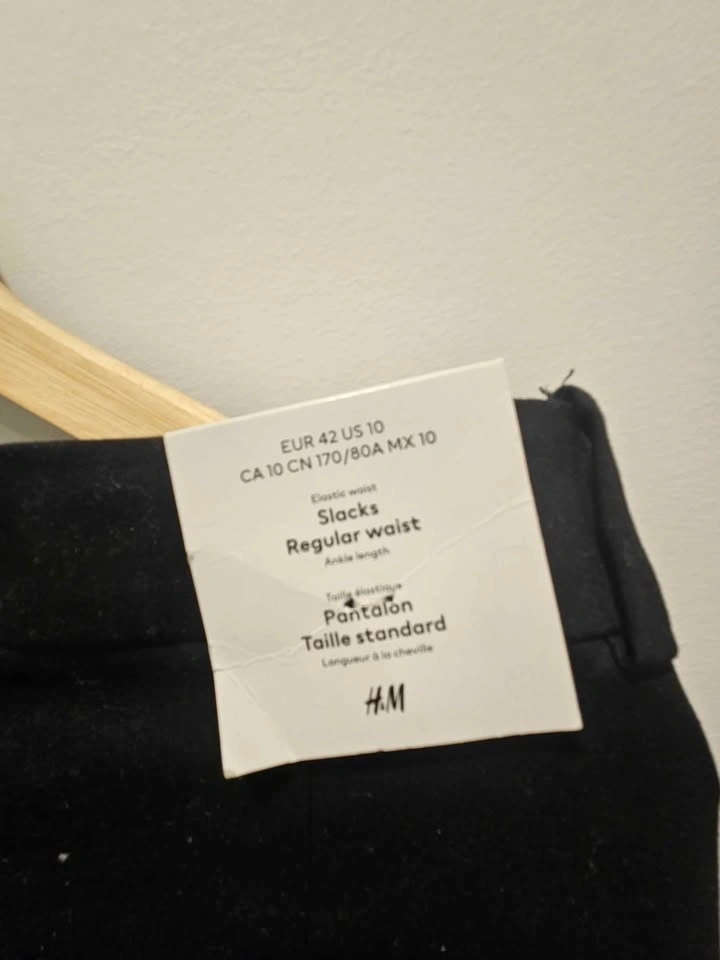 EUR 42 US 10
CA 10 CN 170/80A MX 10
Elastic waist
Slacks
Regular waist
Ankle length
Taille élastique
Pantalon
Taille standard
Longueur à la cheville
H&M